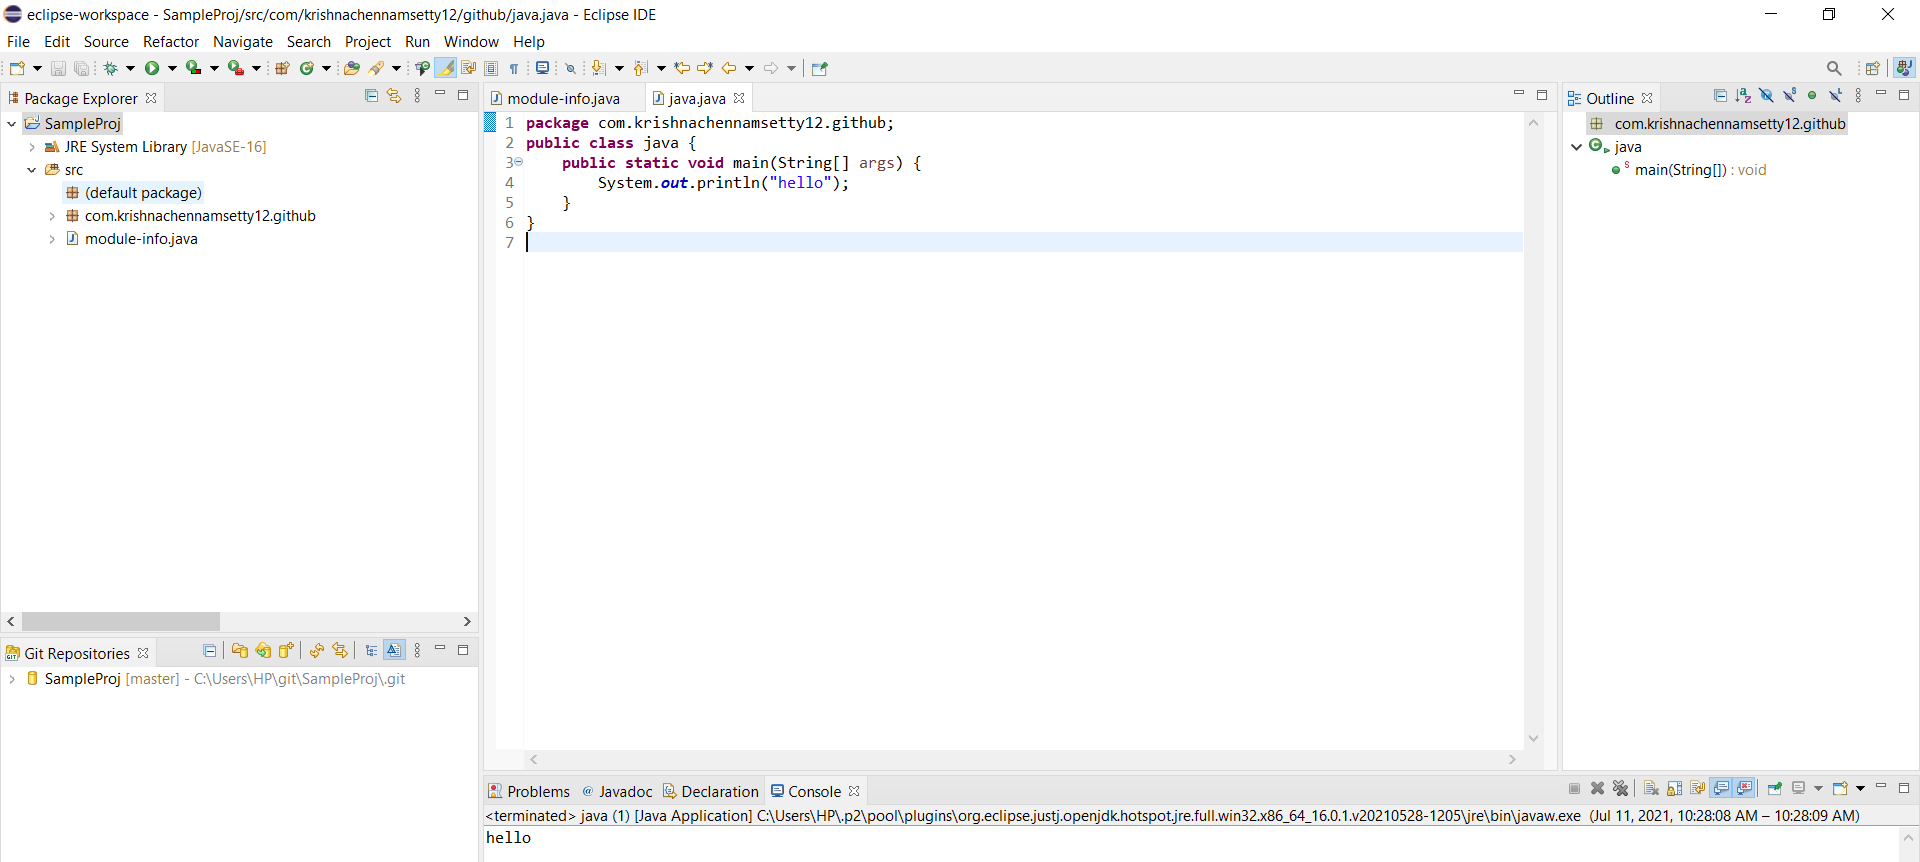 eclipse-workspace - SampleProj/src/com/krishnachennamsetty12/github/java.java - Eclipse IDE
File Edit Source Refactor Navigate Search Project Run Window Help
Package Explorer
SampleProj
JRE System Library [JavaSE-16]
src
(default package)
com.krishnachennamsetty12.github
module-info.java
Git Repositories
SampleProj [master] - C:\Users\HP\git\SampleProj\.git
module-info.java java.java
1 package com.krishnachennamsetty12.github;
2 public class java {
3 public static void main(String[] args) {
4 System.out.println("hello");
5 }
6 }
7
Outline
com.krishnachennamsetty12.github
java
main(String[]) : void
Problems @ Javadoc Declaration Console
<terminated> java (1) [Java Application] C:\Users\HP\.p2\pool\plugins\org.eclipse.justj.openjdk.hotspot.jre.full.win32.x86_64_16.0.1.v20210528-1205\jre\bin\javaw.exe (Jul 11, 2021, 10:28:08 AM – 10:28:09 AM)
hello